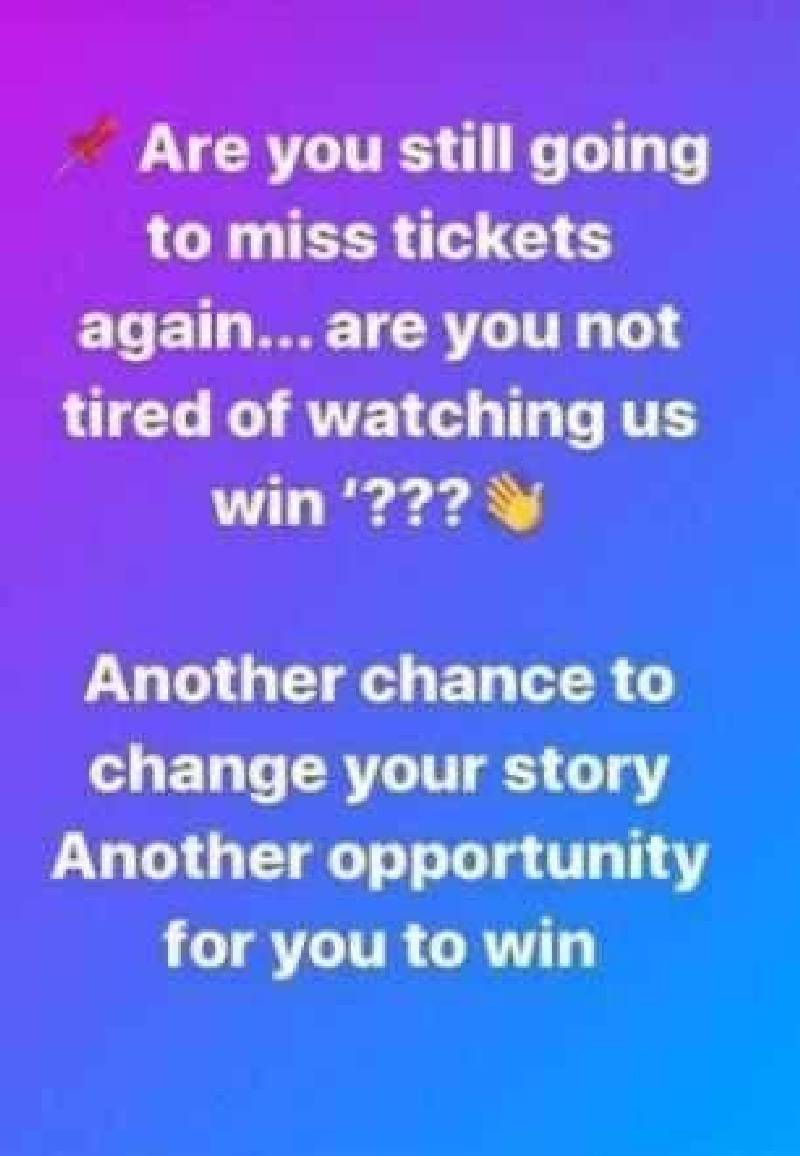 📌 Are you still going
to miss tickets
again... are you not
tired of watching us
win '???👋
Another chance to
change your story
Another opportunity
for you to win